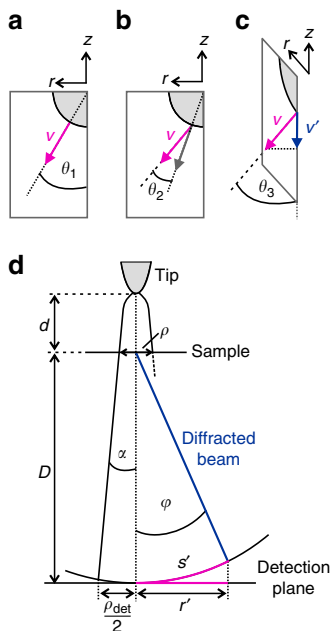 a
z
r
v
θ1
b
z
r
v
θ2
c
r
z
v
v′
θ3
d
Tip
d
ρ
Sample
Diffracted
beam
D
α
φ
s′
Detection
plane
ρdet
2
r′